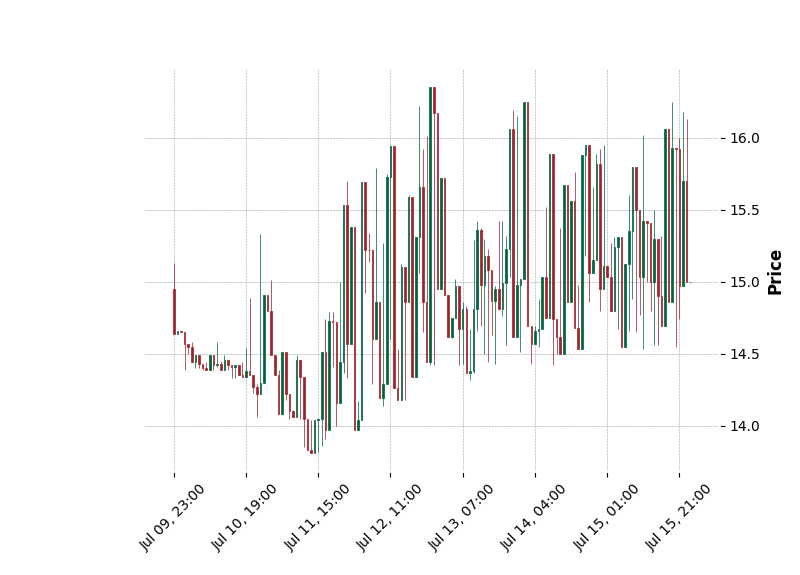 16.0
15.5
15.0
14.5
14.0
Price
Jul 09, 23:00
Jul 10, 19:00
Jul 11, 15:00
Jul 12, 11:00
Jul 13, 07:00
Jul 14, 04:00
Jul 15, 01:00
Jul 15, 21:00